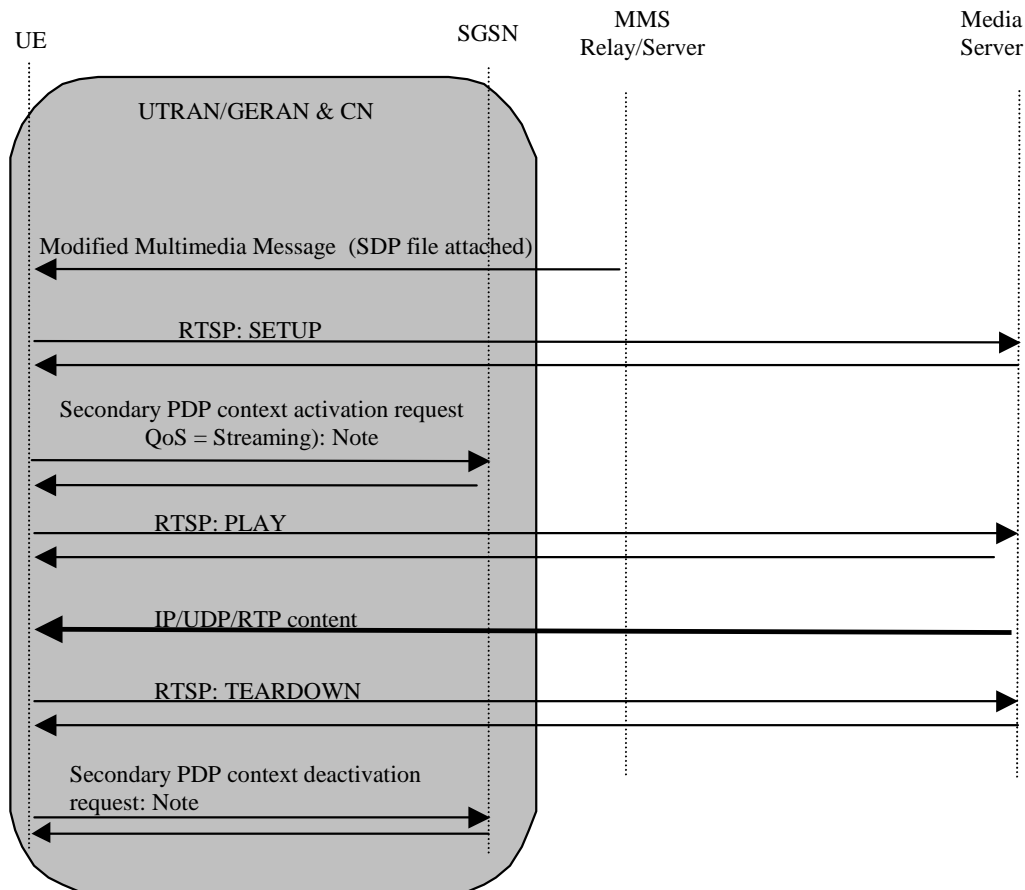 UE
SGSN
MMS
Relay/Server
Media
Server
UTRAN/GERAN & CN
Modified Multimedia Message (SDP file attached)
RTSP: SETUP
Secondary PDP context activation request
QoS = Streaming): Note
RTSP: PLAY
IP/UDP/RTP content
RTSP: TEARDOWN
Secondary PDP context deactivation
request: Note